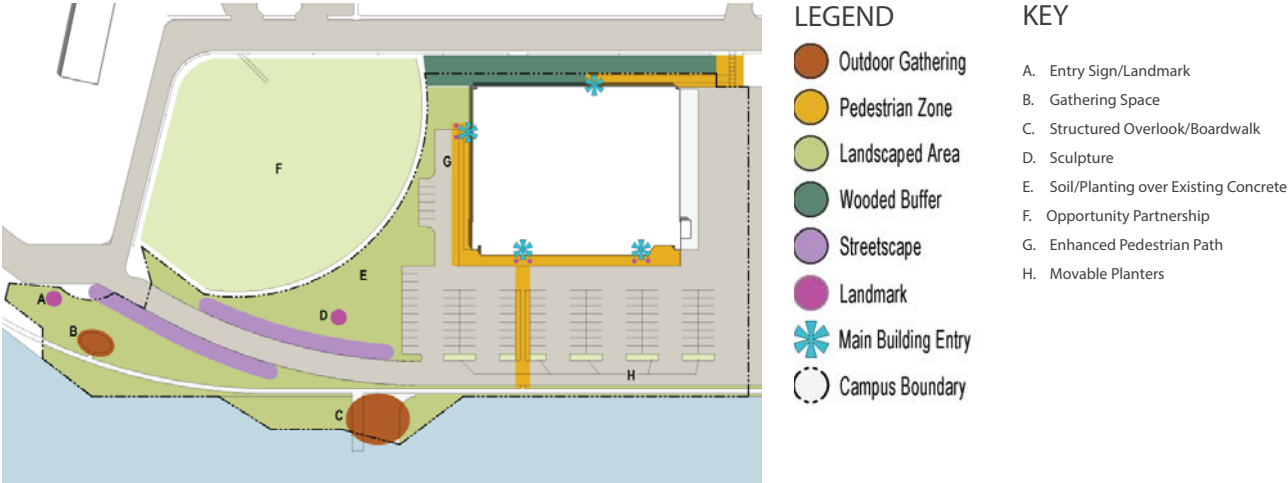 LEGEND
Outdoor Gathering
Pedestrian Zone
Landscaped Area
Wooded Buffer
Streetscape
Landmark
Main Building Entry
Campus Boundary
KEY
A. Entry Sign/Landmark
B. Gathering Space
C. Structured Overlook/Boardwalk
D. Sculpture
E. Soil/Planting over Existing Concrete
F. Opportunity Partnership
G. Enhanced Pedestrian Path
H. Movable Planters
G
F
E
A
D
B
H
C